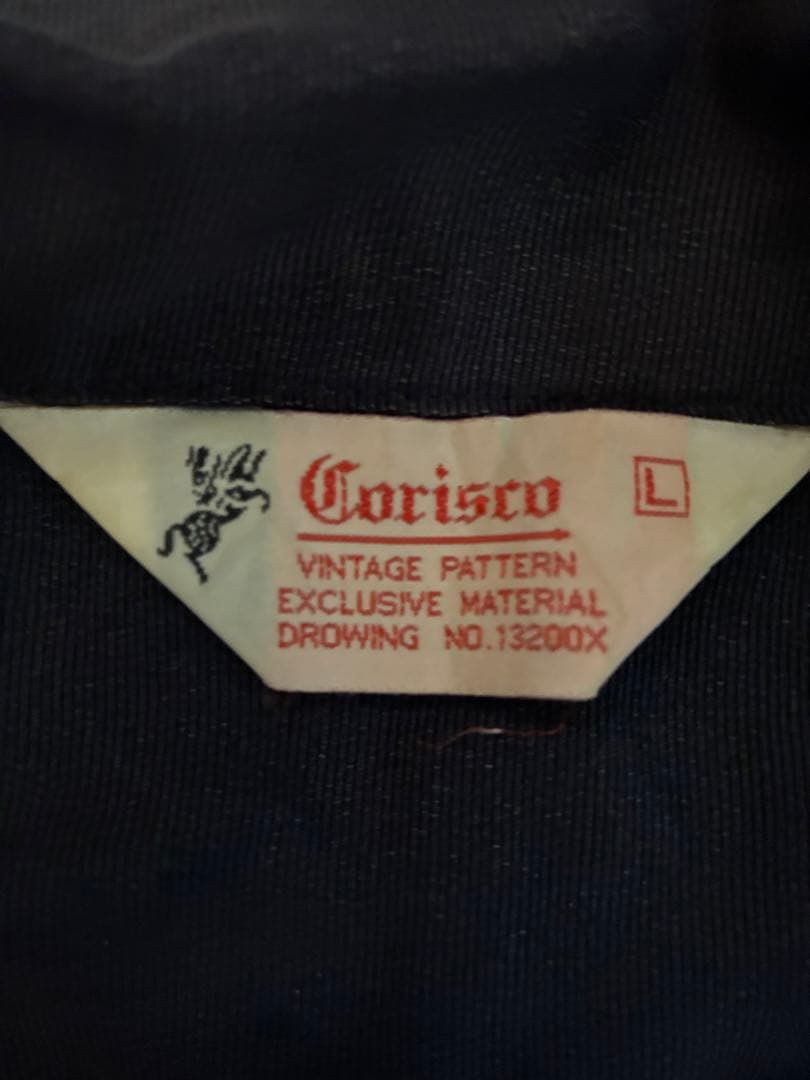 Corisco L
VINTAGE PATTERN
EXCLUSIVE MATERIAL
DROWING NO.13200X